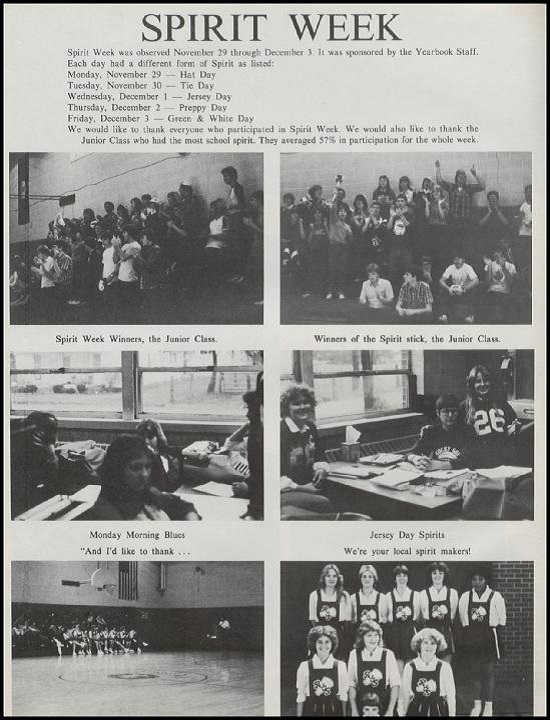 SPIRIT WEEK
Spirit Week was observed November 29 through December 3. It was sponsored by the Yearbook Staff.
Each day had a different form of Spirit as listed:
Monday, November 29 — Hat Day
Tuesday, November 30 — Tie Day
Wednesday, December 1 — Jersey Day
Thursday, December 2 — Preppy Day
Friday, December 3 — Green & White Day
We would like to thank everyone who participated in Spirit Week. We would also like to thank the
Junior Class who had the most school spirit. They averaged 57% in participation for the whole week.
Spirit Week Winners, the Junior Class.
Winners of the Spirit stick, the Junior Class.
26
Monday Morning Blues
Jersey Day Spirits
"And I'd like to thank . . .
We're your local spirit makers!